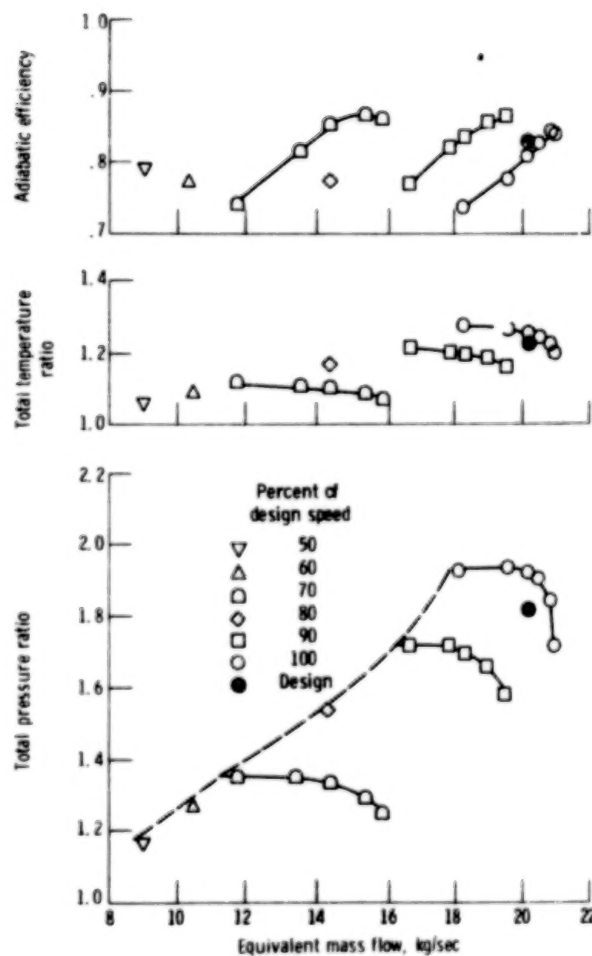 1 0
.9
.8
.7
Adiabatic efficiency
1.4
1.2
1.0
Total temperature
ratio
2.2
2.0
1.8
1.6
1.4
1.2
1.0
Total pressure ratio
Percent of
design speed
50
60
70
80
90
100
Design
8 10 12 14 16 18 20 22
Equivalent mass flow, kg/sec